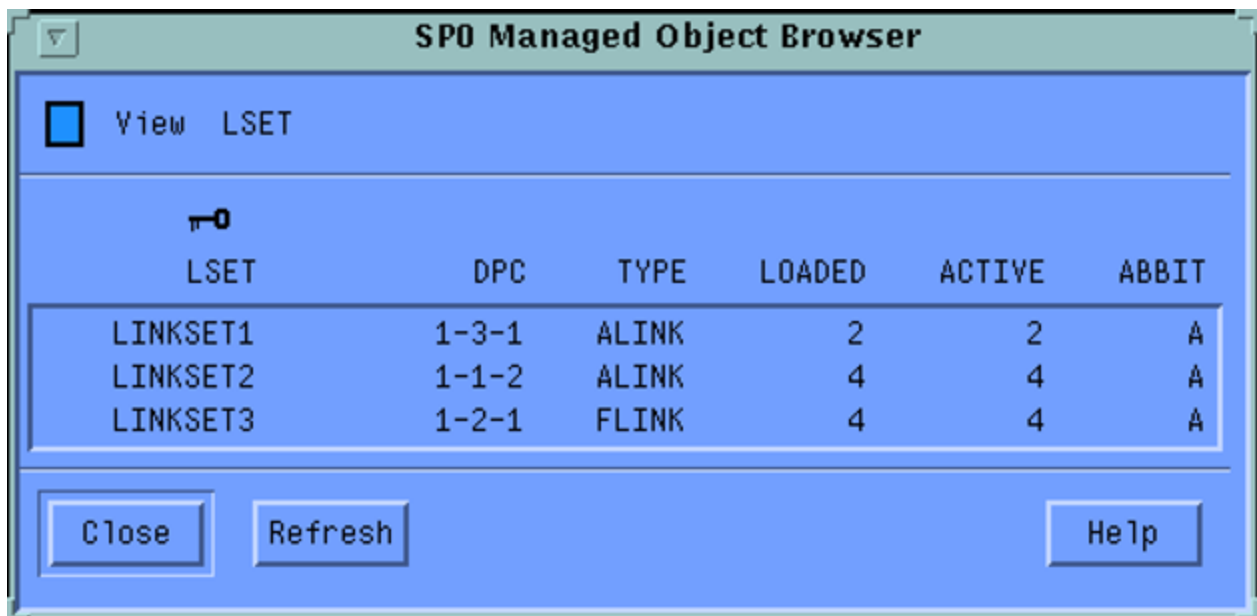 SP0 Managed Object Browser
View LSET
LSET DPC TYPE LOADED ACTIVE ABBIT
LINKSET1 1-3-1 ALINK 2 2 A
LINKSET2 1-1-2 ALINK 4 4 A
LINKSET3 1-2-1 FLINK 4 4 A
Close Refresh Help